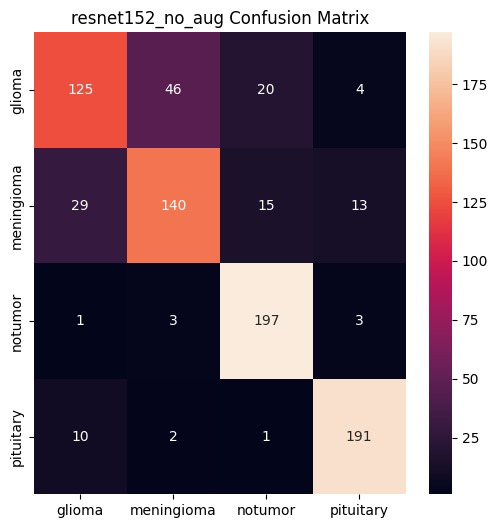 resnet152_no_aug Confusion Matrix
glioma 125 46 20 4
meningioma 29 140 15 13
notumor 1 3 197 3
pituitary 10 2 1 191
glioma meningioma notumor pituitary
175
150
125
100
75
50
25